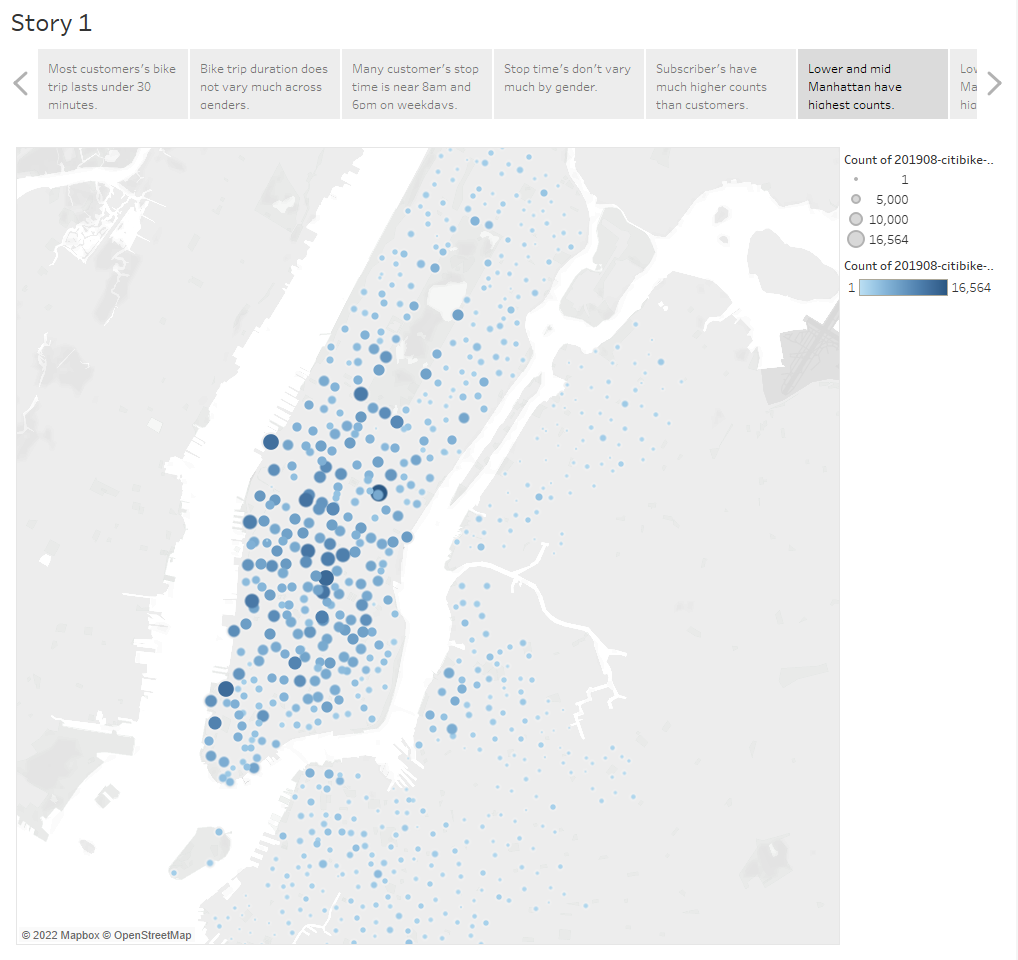 Story 1
Most customers's bike
trip lasts under 30
minutes.
Bike trip duration does
not vary much across
genders.
Many customer's stop
time is near 8am and
6pm on weekdays.
Stop time's don't vary
much by gender.
Subscriber's have
much higher counts
than customers.
Lower and mid
Manhattan have
highest counts.
Count of 201908-citibike-..
1
5,000
10,000
16,564
Count of 201908-citibike-..
1 16,564
© 2022 Mapbox © OpenStreetMap